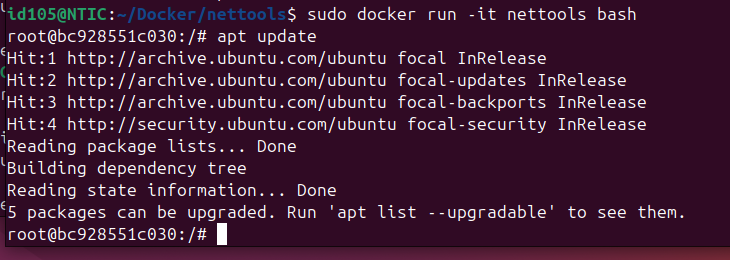 id105@NTIC:~/Docker/nettools$ sudo docker run -it nettools bash
root@bc928551c030:/# apt update
Hit:1 http://archive.ubuntu.com/ubuntu focal InRelease
Hit:2 http://archive.ubuntu.com/ubuntu focal-updates InRelease
Hit:3 http://archive.ubuntu.com/ubuntu focal-backports InRelease
Hit:4 http://security.ubuntu.com/ubuntu focal-security InRelease
Reading package lists... Done
Building dependency tree
Reading state information... Done
5 packages can be upgraded. Run 'apt list --upgradable' to see them.
root@bc928551c030:/#